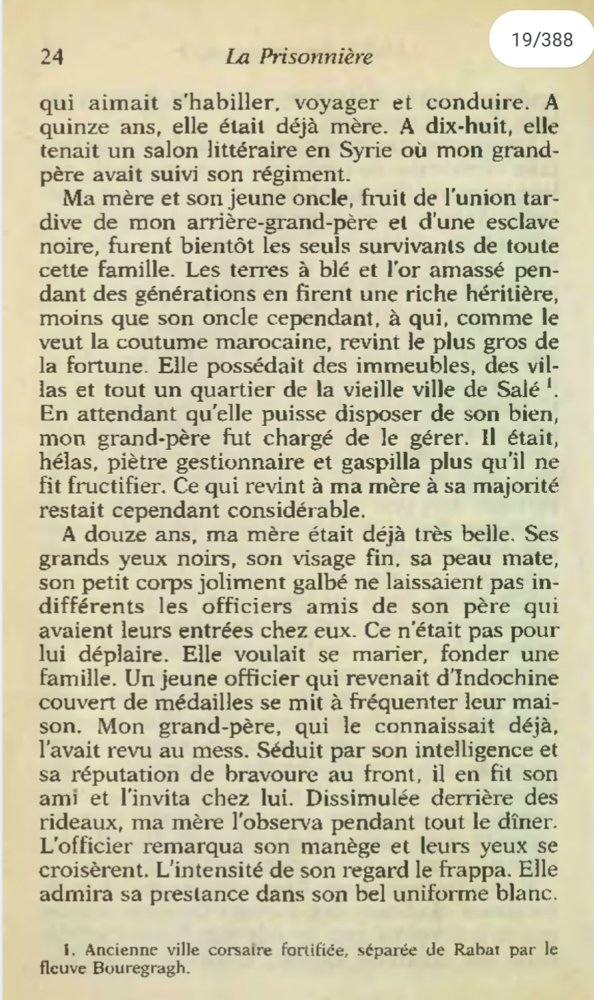 19/388
24 La Prisonnière
qui aimait s'habiller, voyager et conduire. A
quinze ans, elle était déjà mère. A dix-huit, elle
tenait un salon littéraire en Syrie où mon grand-
père avait suivi son régiment.
Ma mère et son jeune oncle, fruit de l'union tar-
dive de mon arrière-grand-père et d'une esclave
noire, furent bientôt les seuls survivants de toute
cette famille. Les terres à blé et l'or amassé pen-
dant des générations en firent une riche héritière,
moins que son oncle cependant, à qui, comme le
veut la coutume marocaine, revint le plus gros de
la fortune. Elle possédait des immeubles, des vil-
las et tout un quartier de la vieille ville de Salé ¹.
En attendant qu'elle puisse disposer de son bien,
mon grand-père fut chargé de le gérer. Il était,
hélas, piètre gestionnaire et gaspilla plus qu'il ne
fit fructifier. Ce qui revint à ma mère à sa majorité
restait cependant considérable.
A douze ans, ma mère était déjà très belle. Ses
grands yeux noirs, son visage fin, sa peau mate,
son petit corps joliment galbé ne laissaient pas in-
différents les officiers amis de son père qui
avaient leurs entrées chez eux. Ce n'était pas pour
lui déplaire. Elle voulait se marier, fonder une
famille. Un jeune officier qui revenait d'Indochine
couvert de médailles se mit à fréquenter leur mai-
son. Mon grand-père, qui le connaissait déjà,
l'avait revu au mess. Séduit par son intelligence et
sa réputation de bravoure au front, il en fit son
ami et l'invita chez lui. Dissimulée derrière des
rideaux, ma mère l'observa pendant tout le dîner.
L'officier remarqua son manège et leurs yeux se
croisèrent. L'intensité de son regard le frappa. Elle
admira sa prestance dans son bel uniforme blanc.
1. Ancienne ville corsaire fortifiée, séparée de Rabat par le
fleuve Bouregragh.